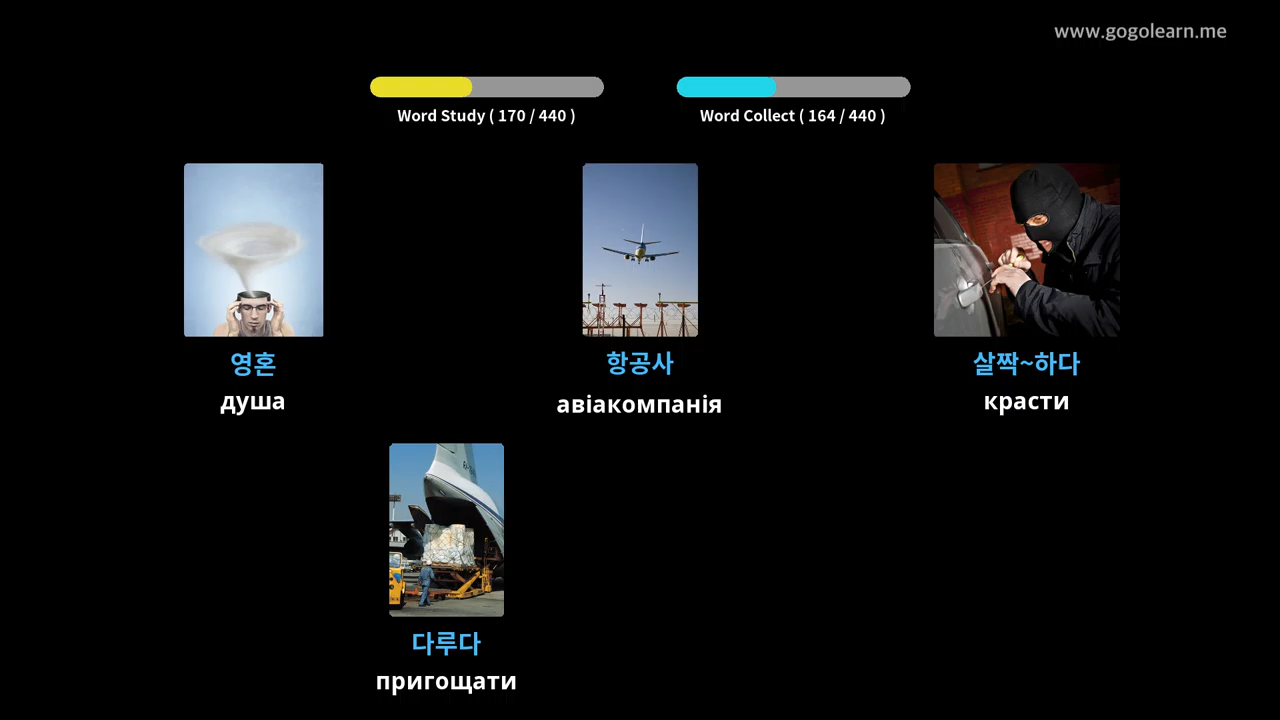 www.gogolearn.me
Word Study ( 170 / 440 )
Word Collect ( 164 / 440 )
영혼
душа
항공사
авіакомпанія
살짝~하다
красти
다루다
пригощати